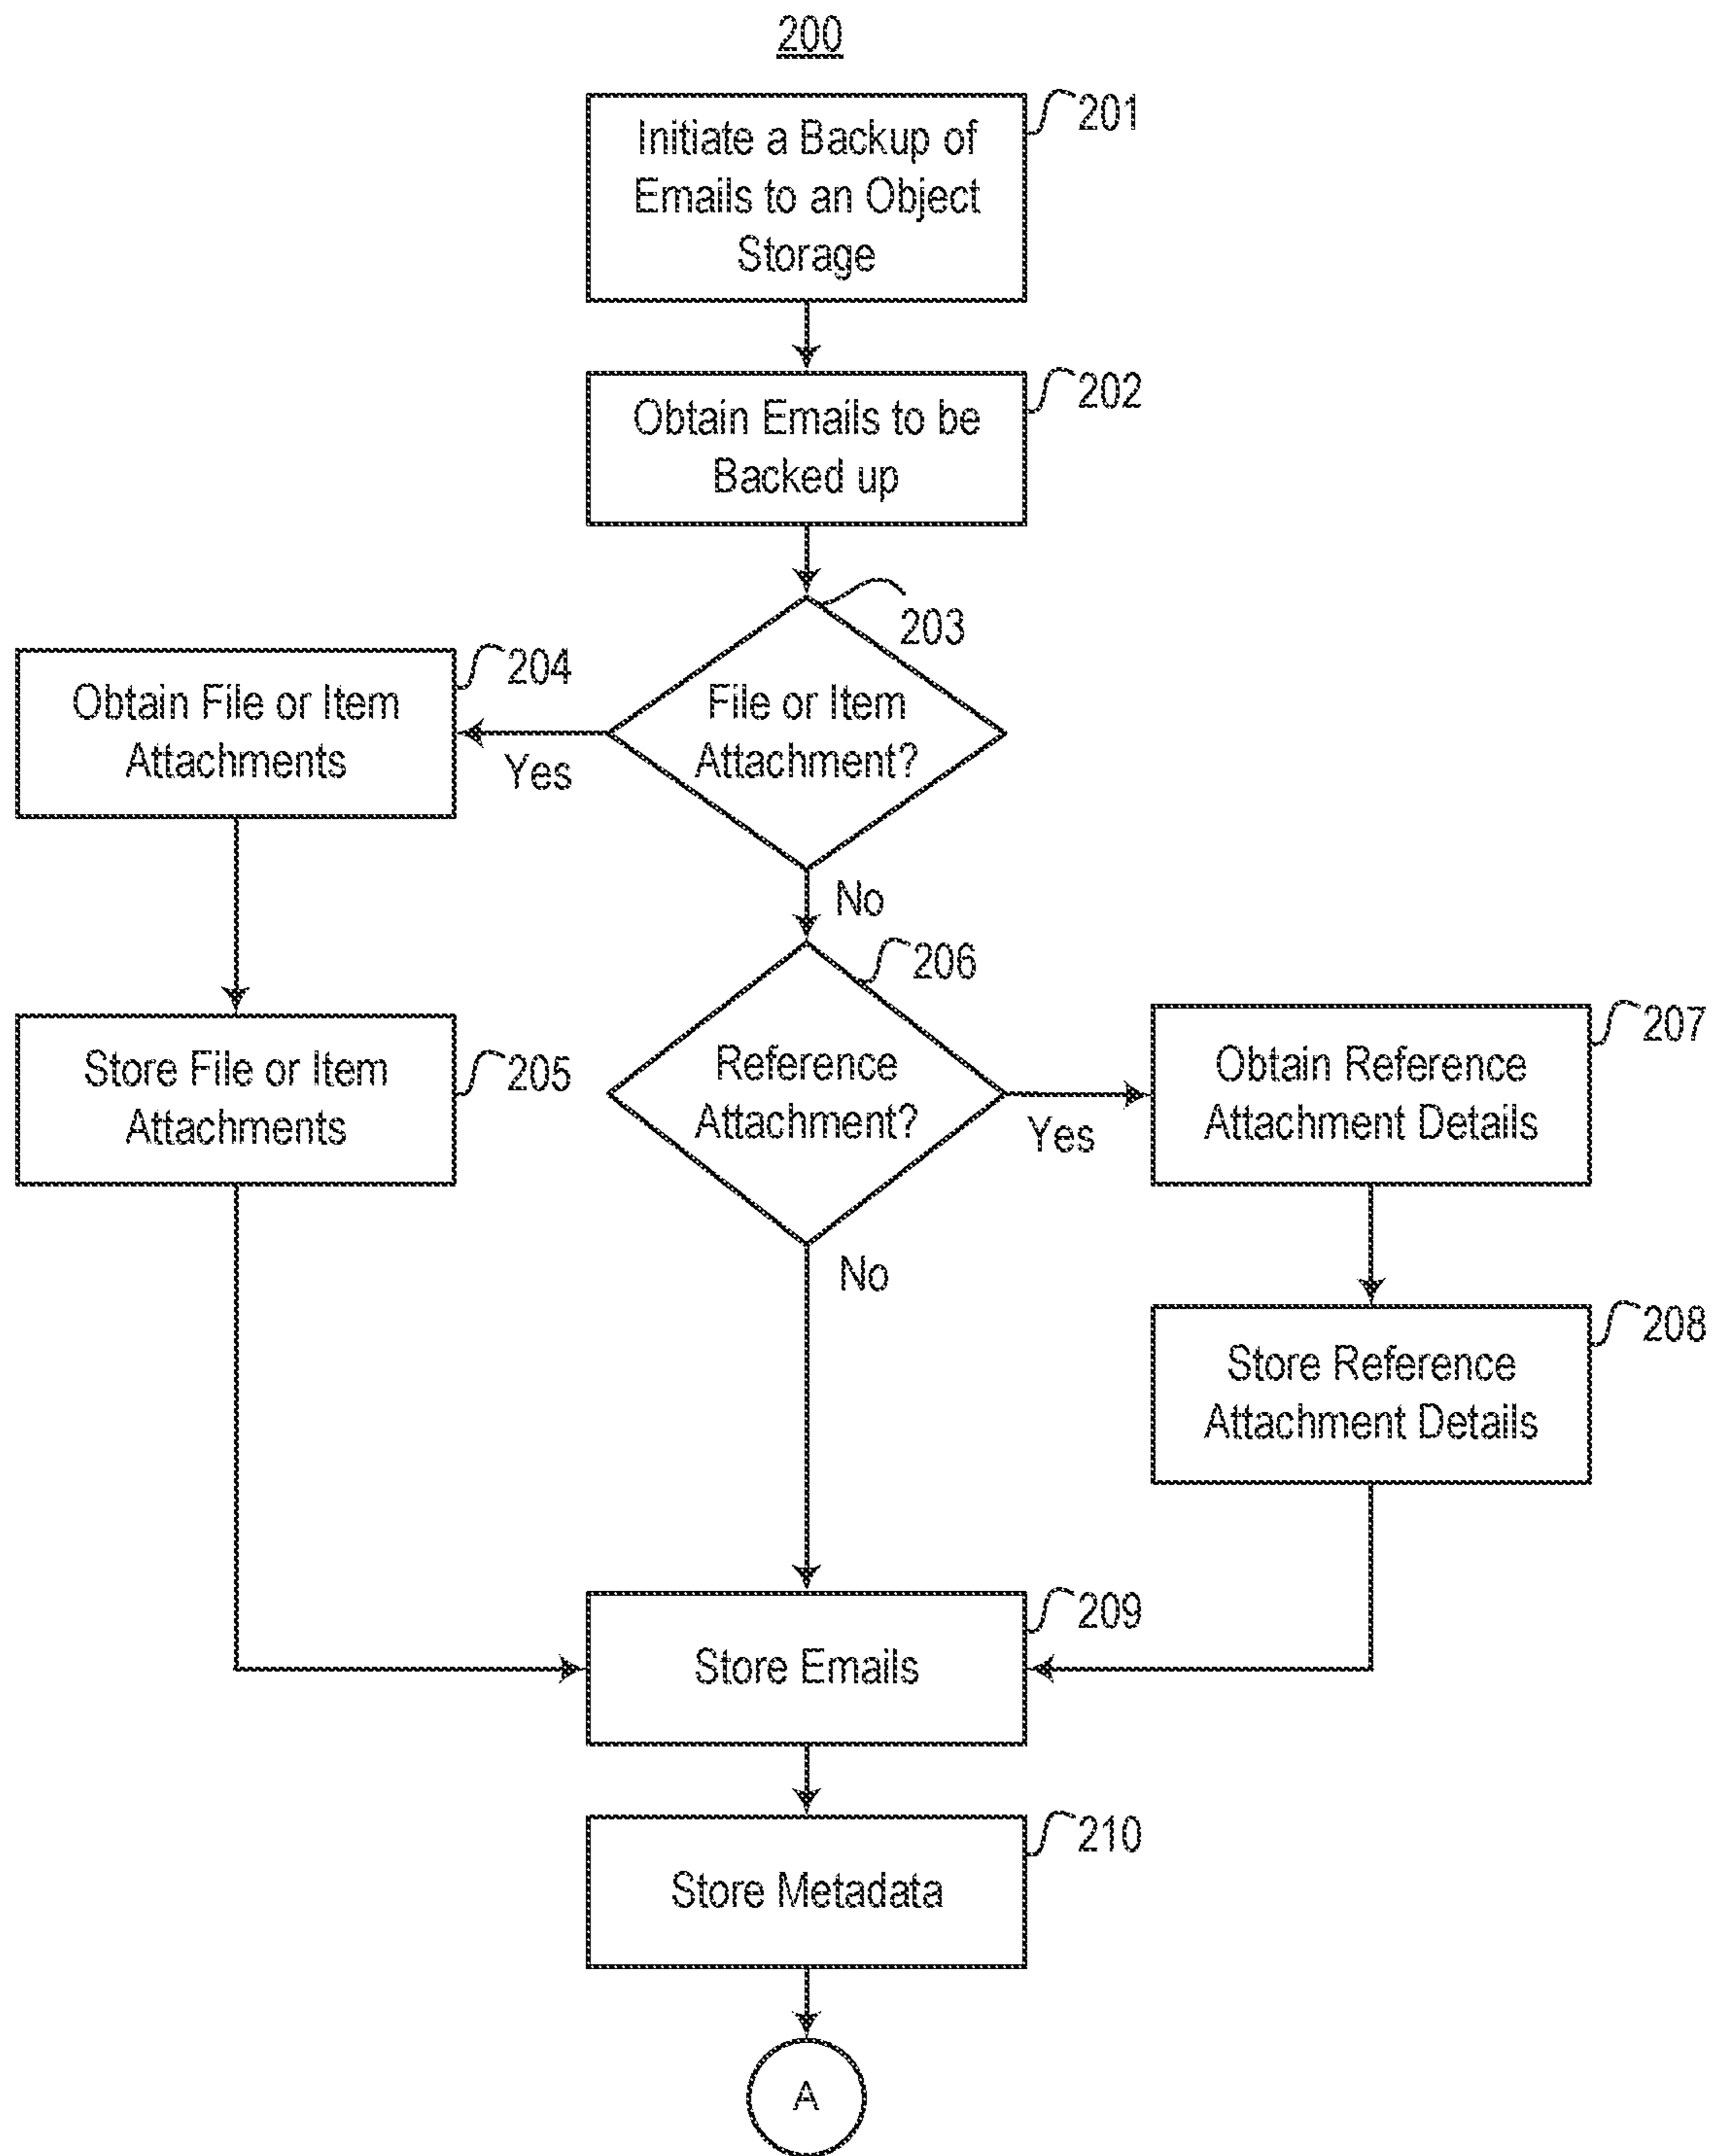 200
201
Initiate a Backup of
Emails to an Object
Storage
202
Obtain Emails to be
Backed up
203
File or Item
Attachment?
Yes
204
Obtain File or Item
Attachments
No
205
Store File or Item
Attachments
206
Reference
Attachment?
Yes
207
Obtain Reference
Attachment Details
No
208
Store Reference
Attachment Details
209
Store Emails
210
Store Metadata
A